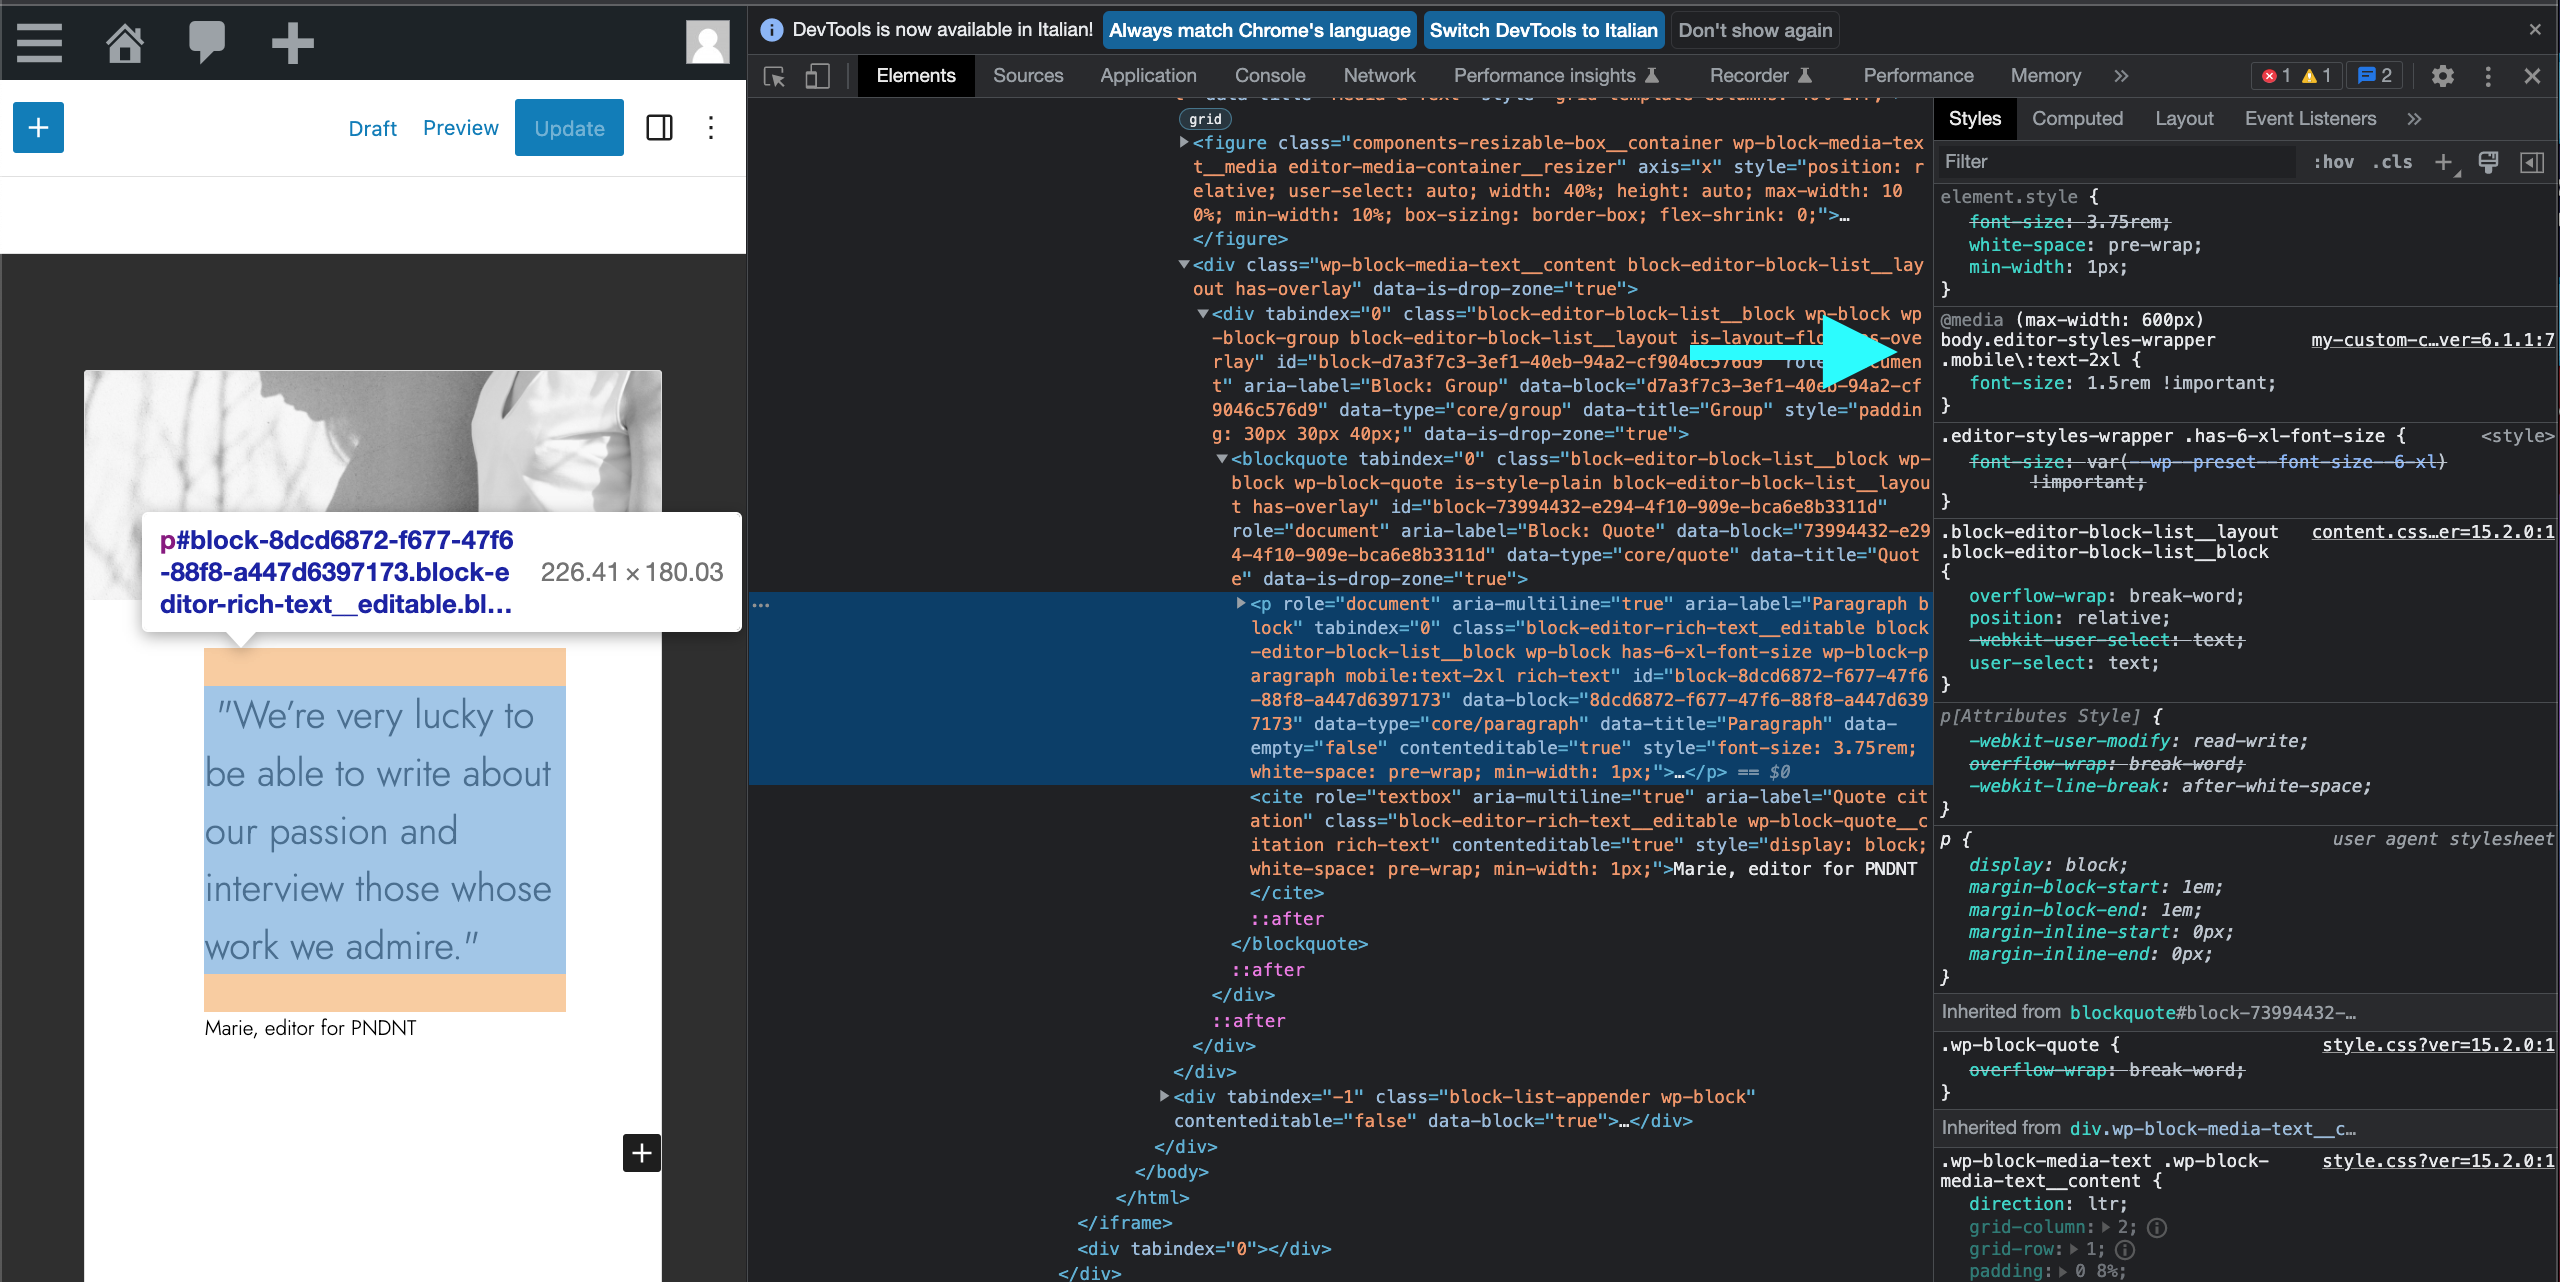 DevTools is now available in Italian! Always match Chrome's language Switch DevTools to Italian Don't show again
Elements Sources Application Console Network Performance insights Recorder Performance Memory 1 1 2
Draft Preview Update
p#block-8dcd6872-f677-47f6
-88f8-a447d6397173.block-e
ditor-rich-text__editable.bl…
226.41 × 180.03
"We're very lucky to
be able to write about
our passion and
interview those whose
work we admire."
Marie, editor for PNDNT
grid
<figure class="components-resizable-box__container wp-block-media-tex
t__media editor-media-container__resizer" axis="x" style="position: r
elative; user-select: auto; width: 40%; height: auto; max-width: 10
0%; min-width: 10%; box-sizing: border-box; flex-shrink: 0;">…
</figure>
<div class="wp-block-media-text__content block-editor-block-list__lay
out has-overlay" data-is-drop-zone="true">
<div tabindex="0" class="block-editor-block-list__block wp-block wp
-block-group block-editor-block-list__layout
rlay" id="block-d7a3f7c3-3ef1-40eb-94a2-cf9046c576d9"
t" aria-label="Block: Group" data-block="d7a3f7c3-3ef1-40eb-94a2-cf
9046c576d9" data-type="core/group" data-title="Group" style="paddin
g: 30px 30px 40px;" data-is-drop-zone="true">
<blockquote tabindex="0" class="block-editor-block-list__block wp-
block wp-block-quote is-style-plain block-editor-block-list__layou
t has-overlay" id="block-73994432-e294-4f10-909e-bca6e8b3311d"
role="document" aria-label="Block: Quote" data-block="73994432-e29
4-4f10-909e-bca6e8b3311d" data-type="core/quote" data-title="Quot
e" data-is-drop-zone="true">
<p role="document" aria-multiline="true" aria-label="Paragraph b
lock" tabindex="0" class="block-editor-rich-text__editable block
-editor-block-list__block wp-block has-6-xl-font-size wp-block-p
aragraph mobile:text-2xl rich-text" id="block-8dcd6872-f677-47f6
-88f8-a447d6397173" data-block="8dcd6872-f677-47f6-88f8-a447d639
7173" data-type="core/paragraph" data-title="Paragraph" data-
empty="false" contenteditable="true" style="font-size: 3.75rem;
white-space: pre-wrap; min-width: 1px;">…</p> == $0
<cite role="textbox" aria-multiline="true" aria-label="Quote cit
ation" class="block-editor-rich-text__editable wp-block-quote__c
itation rich-text" contenteditable="true" style="display: block;
white-space: pre-wrap; min-width: 1px;">Marie, editor for PNDNT
</cite>
::after
</blockquote>
::after
</div>
::after
</div>
</div>
<div tabindex="-1" class="block-list-appender wp-block"
contenteditable="false" data-block="true">…</div>
</div>
</body>
</html>
</iframe>
<div tabindex="0"></div>
</div>
Styles Computed Layout Event Listeners
Filter :hov .cls
element.style {
font-size: 3.75rem;
white-space: pre-wrap;
min-width: 1px;
}
@media (max-width: 600px)
body.editor-styles-wrapper my-custom-c…ver=6.1.1:7
.mobile\:text-2xl {
font-size: 1.5rem !important;
}
.editor-styles-wrapper .has-6-xl-font-size { <style>
font-size: var(--wp--preset--font-size--6-xl)
!important;
}
.block-editor-block-list__layout content.css…er=15.2.0:1
.block-editor-block-list__block
{
overflow-wrap: break-word;
position: relative;
-webkit-user-select: text;
user-select: text;
}
p[Attributes Style] {
-webkit-user-modify: read-write;
overflow-wrap: break-word;
-webkit-line-break: after-white-space;
}
p { user agent stylesheet
display: block;
margin-block-start: 1em;
margin-block-end: 1em;
margin-inline-start: 0px;
margin-inline-end: 0px;
}
Inherited from blockquote#block-73994432-…
.wp-block-quote { style.css?ver=15.2.0:1
overflow-wrap: break-word;
}
Inherited from div.wp-block-media-text__c…
.wp-block-media-text .wp-block- style.css?ver=15.2.0:1
media-text__content {
direction: ltr;
grid-column: 2;
grid-row: 1;
padding: 0 8%;